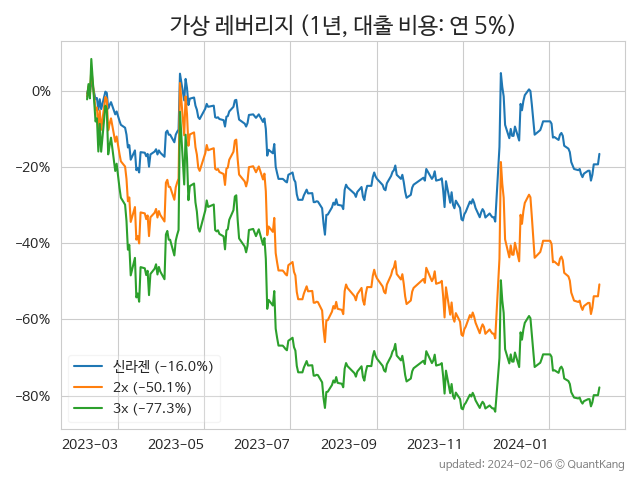 가상 레버리지 (1년, 대출 비용: 연 5%)
0%
−20%
−40%
−60%
−80%
신라젠 (−16.0%)
2x (−50.1%)
3x (−77.3%)
2023−03 2023−05 2023−07 2023−09 2023−11 2024−01
updated: 2024−02−06 © QuantKang